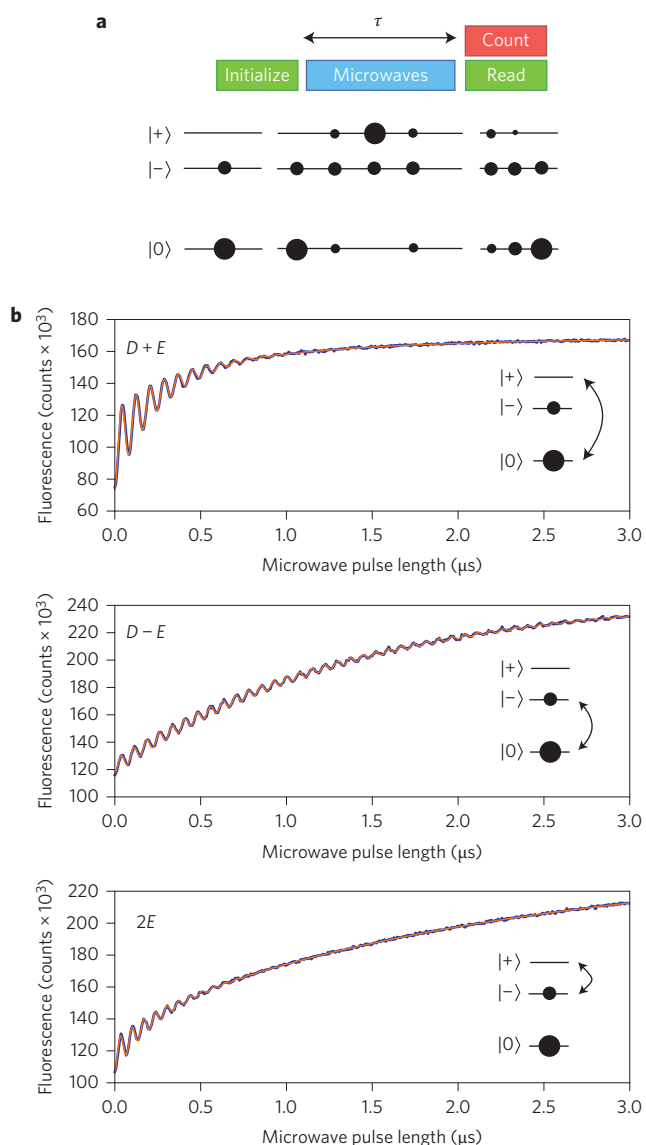 a
τ
Count
Initialize Microwaves Read
|+⟩
|−⟩
|0⟩
b
Fluorescence (counts × 10³)
180
160
140
120
100
80
60
D + E
|+⟩
|−⟩
|0⟩
0.0 0.5 1.0 1.5 2.0 2.5 3.0
Microwave pulse length (μs)
Fluorescence (counts × 10³)
240
220
200
180
160
140
120
100
D − E
|+⟩
|−⟩
|0⟩
0.0 0.5 1.0 1.5 2.0 2.5 3.0
Microwave pulse length (μs)
Fluorescence (counts × 10³)
220
200
180
160
140
120
100
2E
|+⟩
|−⟩
|0⟩
0.0 0.5 1.0 1.5 2.0 2.5 3.0
Microwave pulse length (μs)